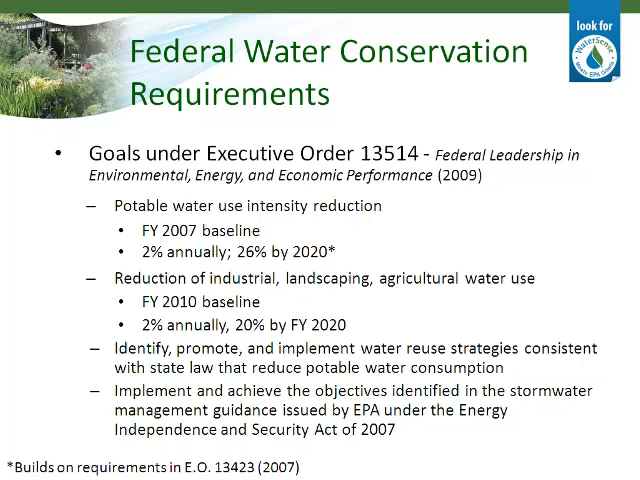 look for
WaterSense
Meets EPA Criteria
Federal Water Conservation
Requirements
• Goals under Executive Order 13514 - Federal Leadership in
Environmental, Energy, and Economic Performance (2009)
– Potable water use intensity reduction
• FY 2007 baseline
• 2% annually; 26% by 2020*
– Reduction of industrial, landscaping, agricultural water use
• FY 2010 baseline
• 2% annually, 20% by FY 2020
– Identify, promote, and implement water reuse strategies consistent
with state law that reduce potable water consumption
– Implement and achieve the objectives identified in the stormwater
management guidance issued by EPA under the Energy
Independence and Security Act of 2007
*Builds on requirements in E.O. 13423 (2007)